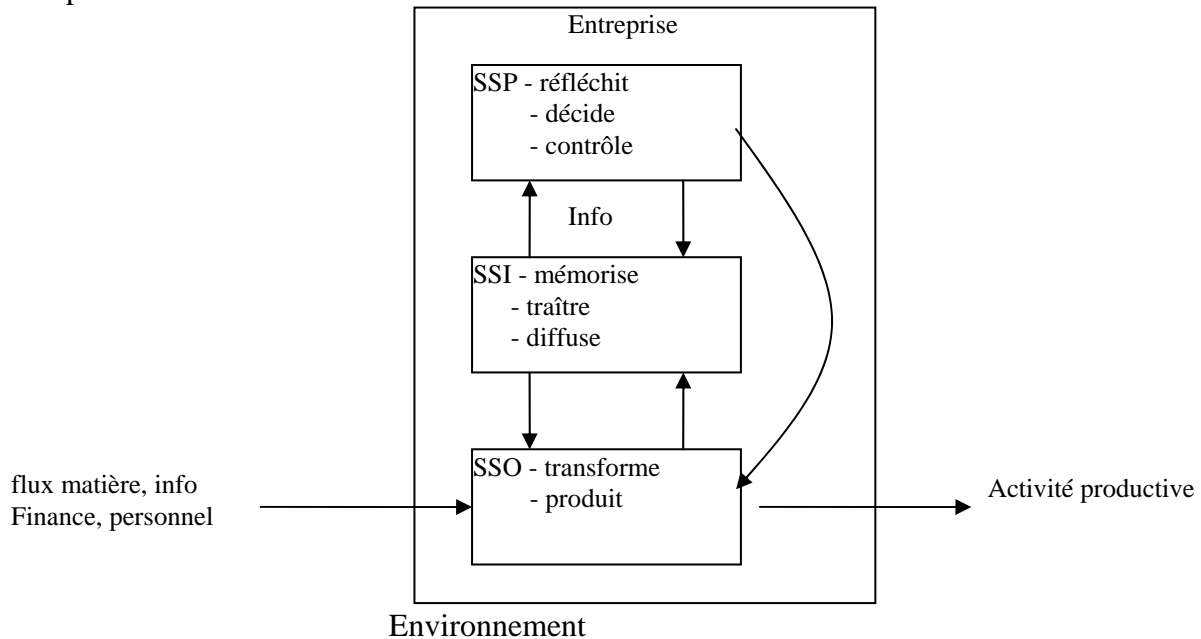 Entreprise
SSP - réfléchit
- décide
- contrôle
Info
SSI - mémorise
- traître
- diffuse
SSO - transforme
- produit
flux matière, info
Finance, personnel
Activité productive
Environnement